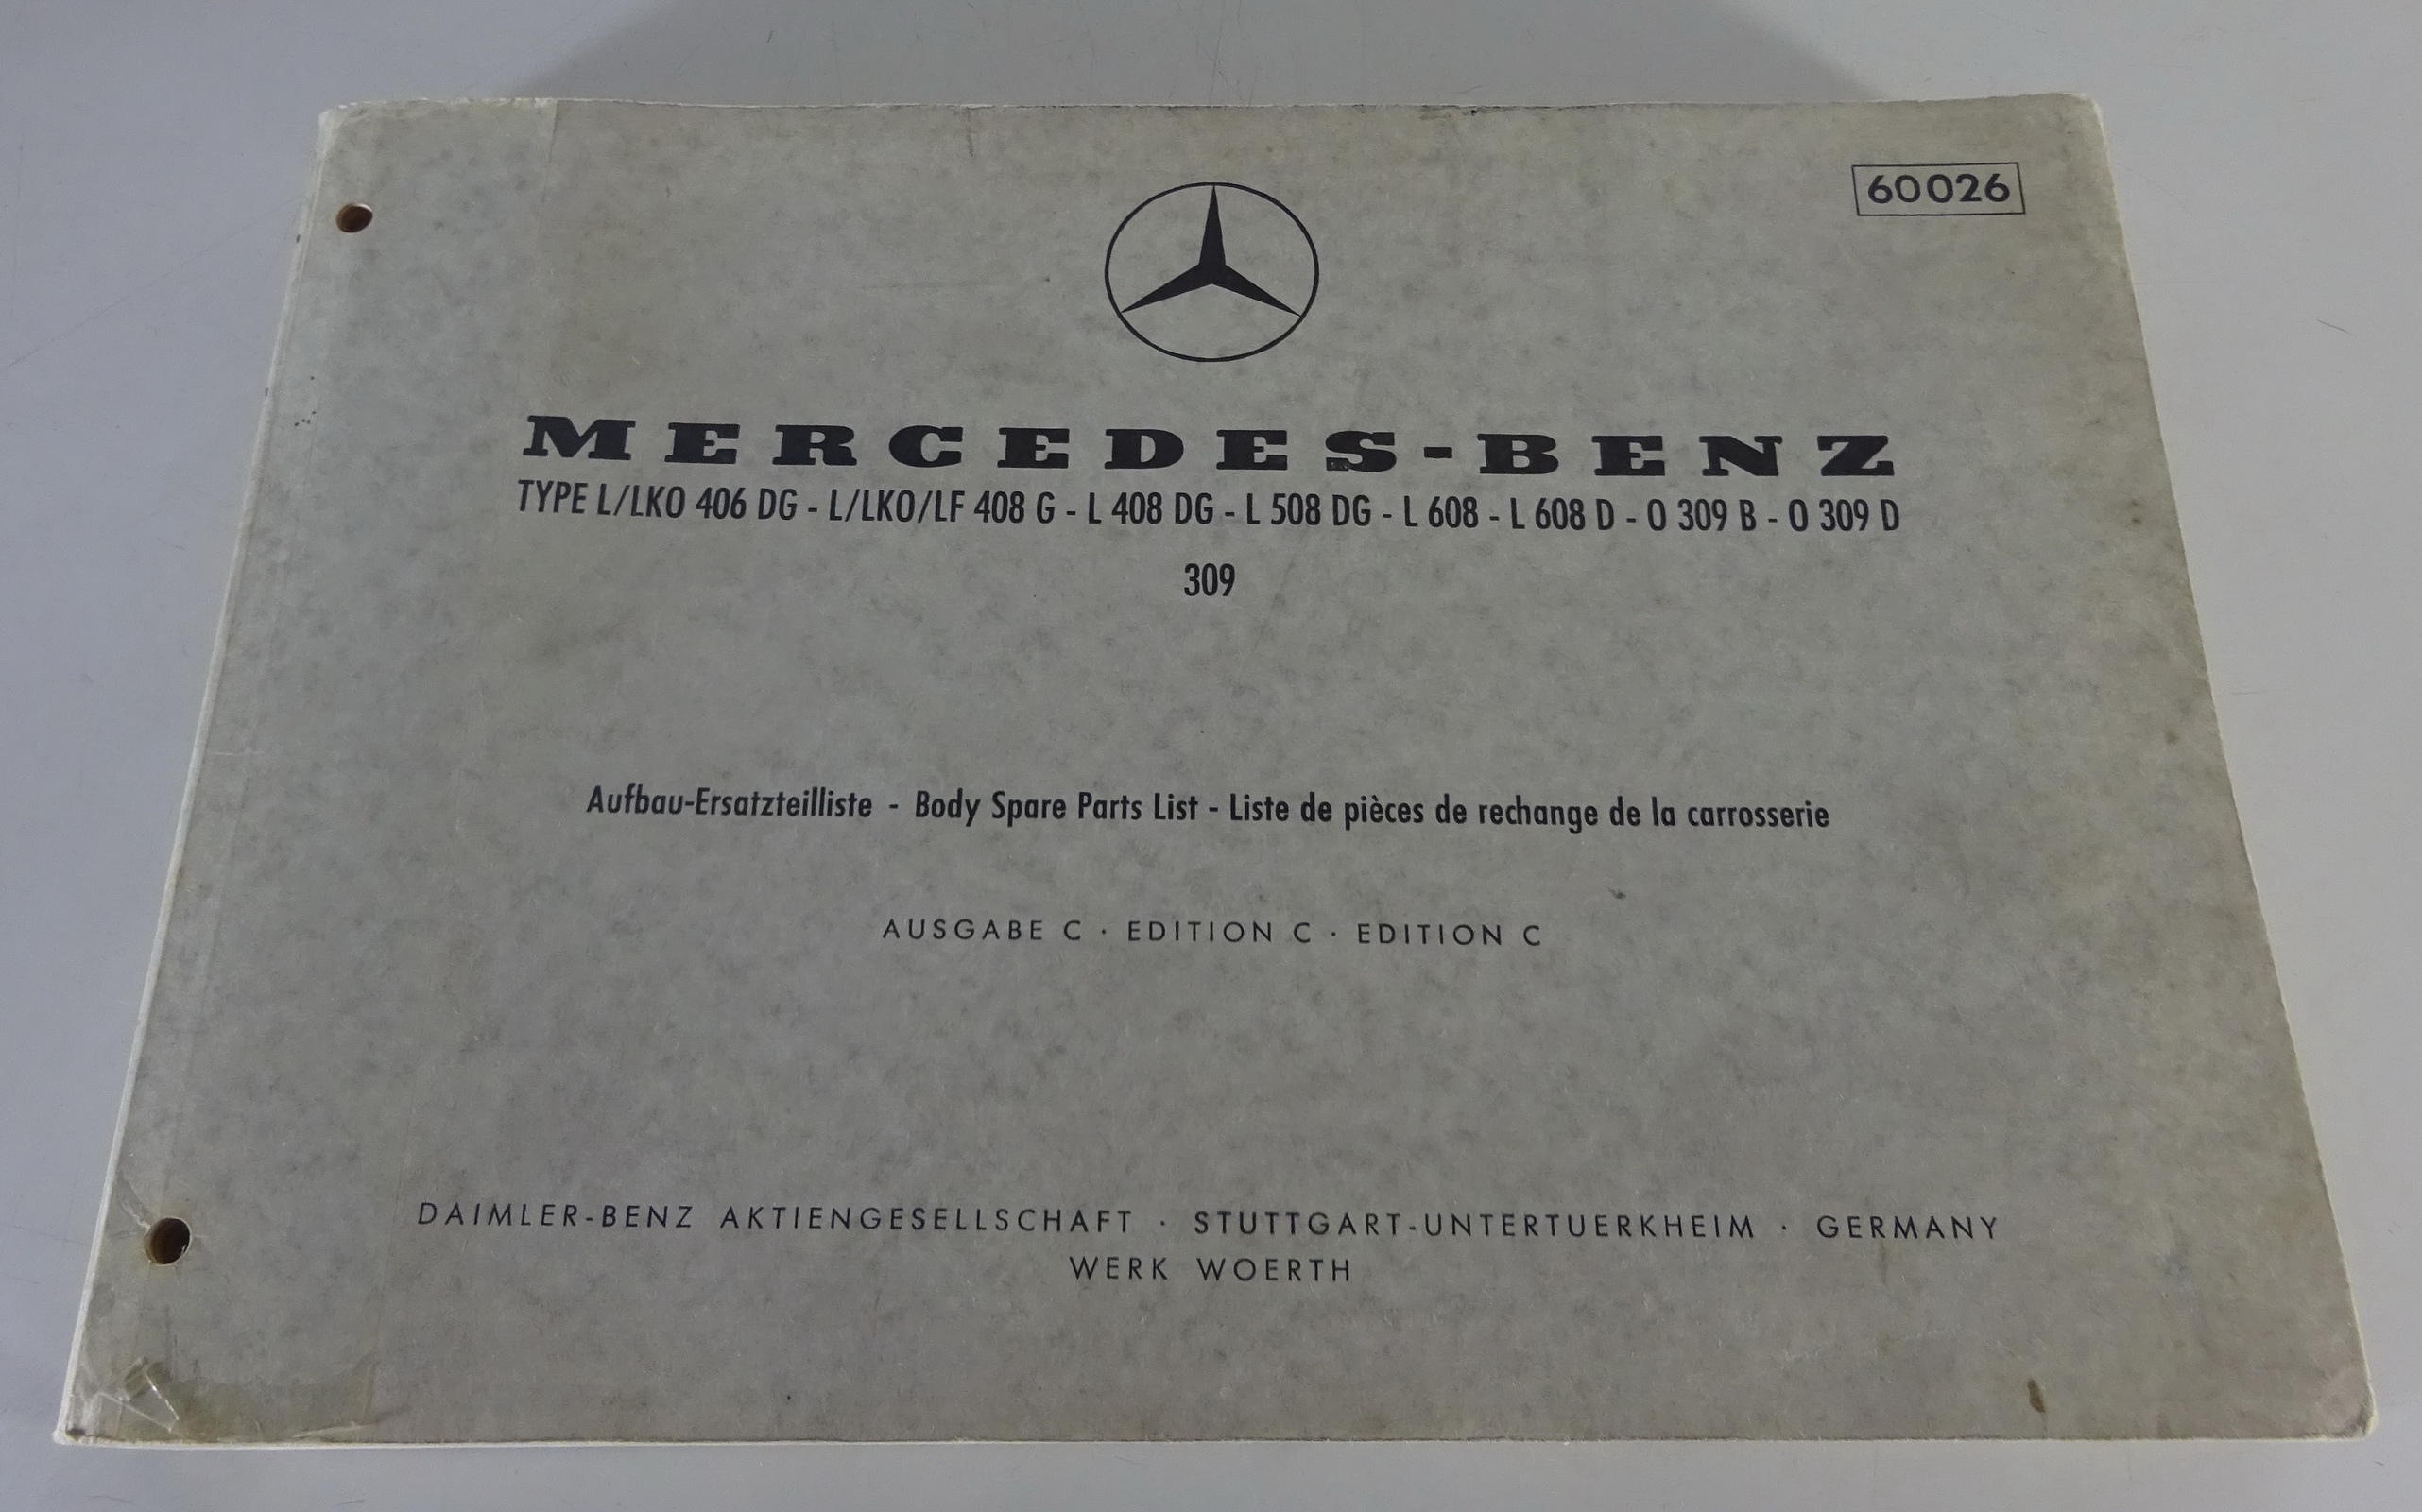 60026
MERCEDES-BENZ
TYPE L/LKO 406 DG - L/LKO/LF 408 G - L 408 DG - L 508 DG - L 608 - L 608 D - O 309 B - O 309 D
309
Aufbau-Ersatzteilliste - Body Spare Parts List - Liste de pièces de rechange de la carrosserie
AUSGABE C · EDITION C · EDITION C
DAIMLER-BENZ AKTIENGESELLSCHAFT · STUTTGART-UNTERTUERKHEIM · GERMANY
WERK WOERTH